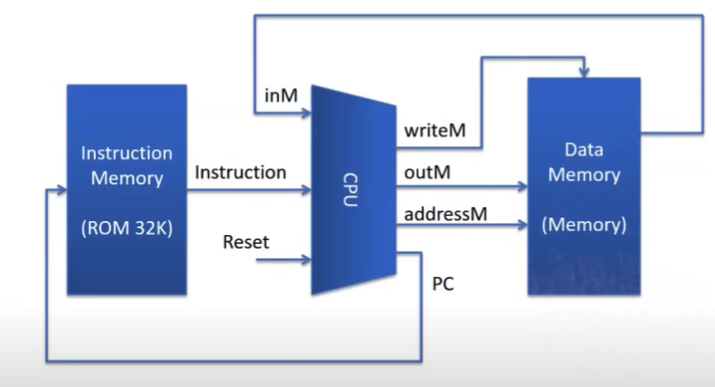 inM
writeM
Instruction
Memory
(ROM 32K)
Instruction
CPU
outM
addressM
Data
Memory
(Memory)
Reset
PC